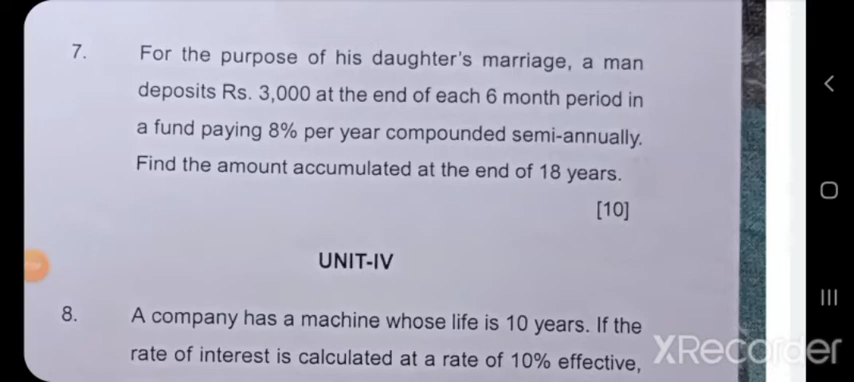 7. For the purpose of his daughter's marriage, a man
deposits Rs. 3,000 at the end of each 6 month period in
a fund paying 8% per year compounded semi-annually.
Find the amount accumulated at the end of 18 years.
[10]
UNIT-IV
8. A company has a machine whose life is 10 years. If the
rate of interest is calculated at a rate of 10% effective,
XRecorder